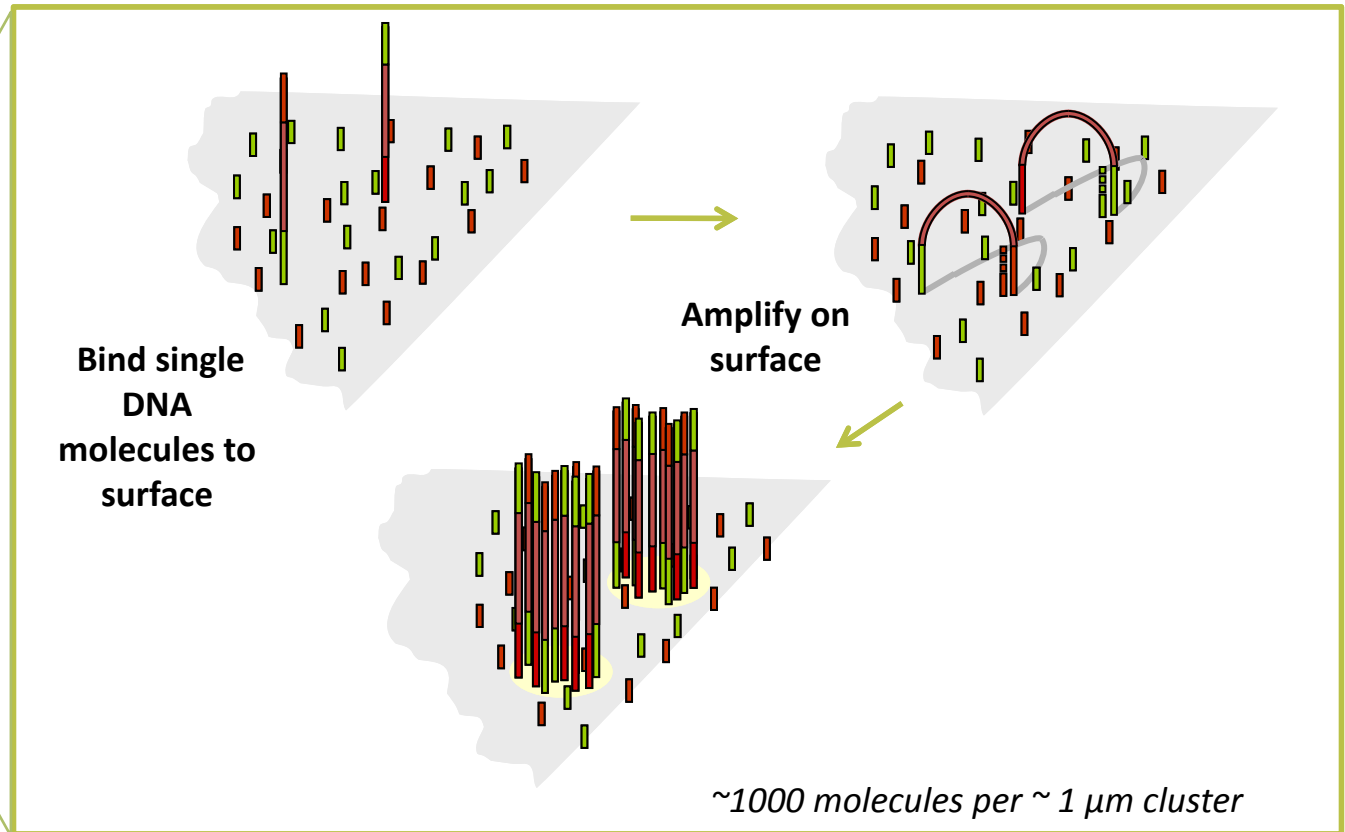 Bind single
DNA
molecules to
surface
Amplify on
surface
~1000 molecules per ~ 1 µm cluster